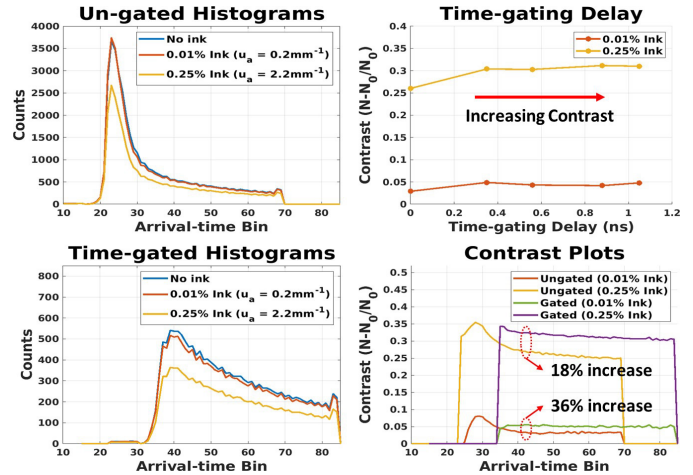 Un-gated Histograms
4000
3500
3000
2500
2000
1500
1000
500
0
Counts
No ink
0.01% Ink (uₐ = 0.2mm⁻¹)
0.25% Ink (uₐ = 2.2mm⁻¹)
10 20 30 40 50 60 70 80
Arrival-time Bin
Time-gating Delay
0.4
0.35
0.3
0.25
0.2
0.15
0.1
0.05
0
Contrast (N-N₀/N₀)
0.01% Ink
0.25% Ink
Increasing Contrast
0 0.2 0.4 0.6 0.8 1 1.2
Time-gating Delay (ns)
Time-gated Histograms
800
700
600
500
400
300
200
100
0
Counts
No ink
0.01% Ink (uₐ = 0.2mm⁻¹)
0.25% Ink (uₐ = 2.2mm⁻¹)
10 20 30 40 50 60 70 80
Arrival-time Bin
Contrast Plots
0.5
0.45
0.4
0.35
0.3
0.25
0.2
0.15
0.1
0.05
0
Contrast (N-N₀/N₀)
Ungated (0.01% Ink)
Ungated (0.25% Ink)
Gated (0.01% Ink)
Gated (0.25% Ink)
18% increase
36% increase
10 20 30 40 50 60 70 80
Arrival-time Bin